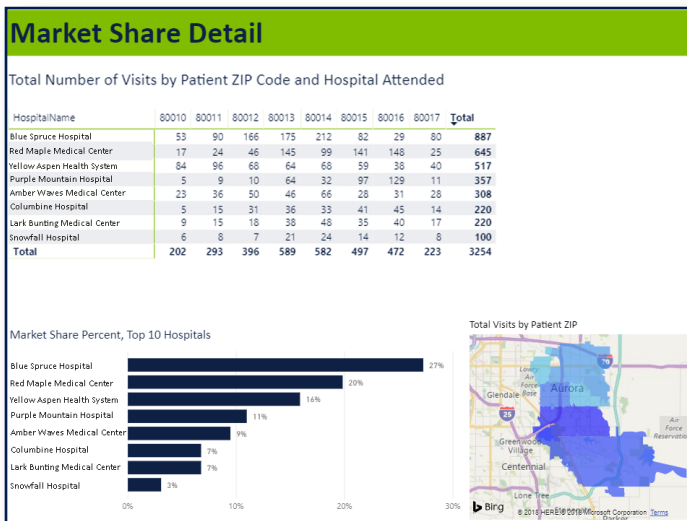 Market Share Detail
Total Number of Visits by Patient ZIP Code and Hospital Attended
HospitalName 80010 80011 80012 80013 80014 80015 80016 80017 Total
Blue Spruce Hospital 53 90 166 175 212 82 29 80 887
Red Maple Medical Center 17 24 46 145 99 141 148 25 645
Yellow Aspen Health System 84 96 68 64 68 59 38 40 517
Purple Mountain Hospital 5 9 10 64 32 97 129 11 357
Amber Waves Medical Center 23 36 50 46 66 28 31 28 308
Columbine Hospital 5 15 31 36 33 41 45 14 220
Lark Bunting Medical Center 9 15 18 38 48 35 40 17 220
Snowfall Hospital 6 8 7 21 24 14 12 8 100
Total 202 293 396 589 582 497 472 223 3254
Market Share Percent, Top 10 Hospitals
Blue Spruce Hospital 27%
Red Maple Medical Center 20%
Yellow Aspen Health System 16%
Purple Mountain Hospital 11%
Amber Waves Medical Center 9%
Columbine Hospital 7%
Lark Bunting Medical Center 7%
Snowfall Hospital 3%
0% 10% 20% 30%
Total Visits by Patient ZIP
70
Lowry
Air
Force
Base
Aurora
Glendale
25
Air
Force
Reservatio
Greenwood
Village
Centennial
Lone Tree
Bing
© 2018 HERE © 2018 Microsoft Corporation Terms
Parker